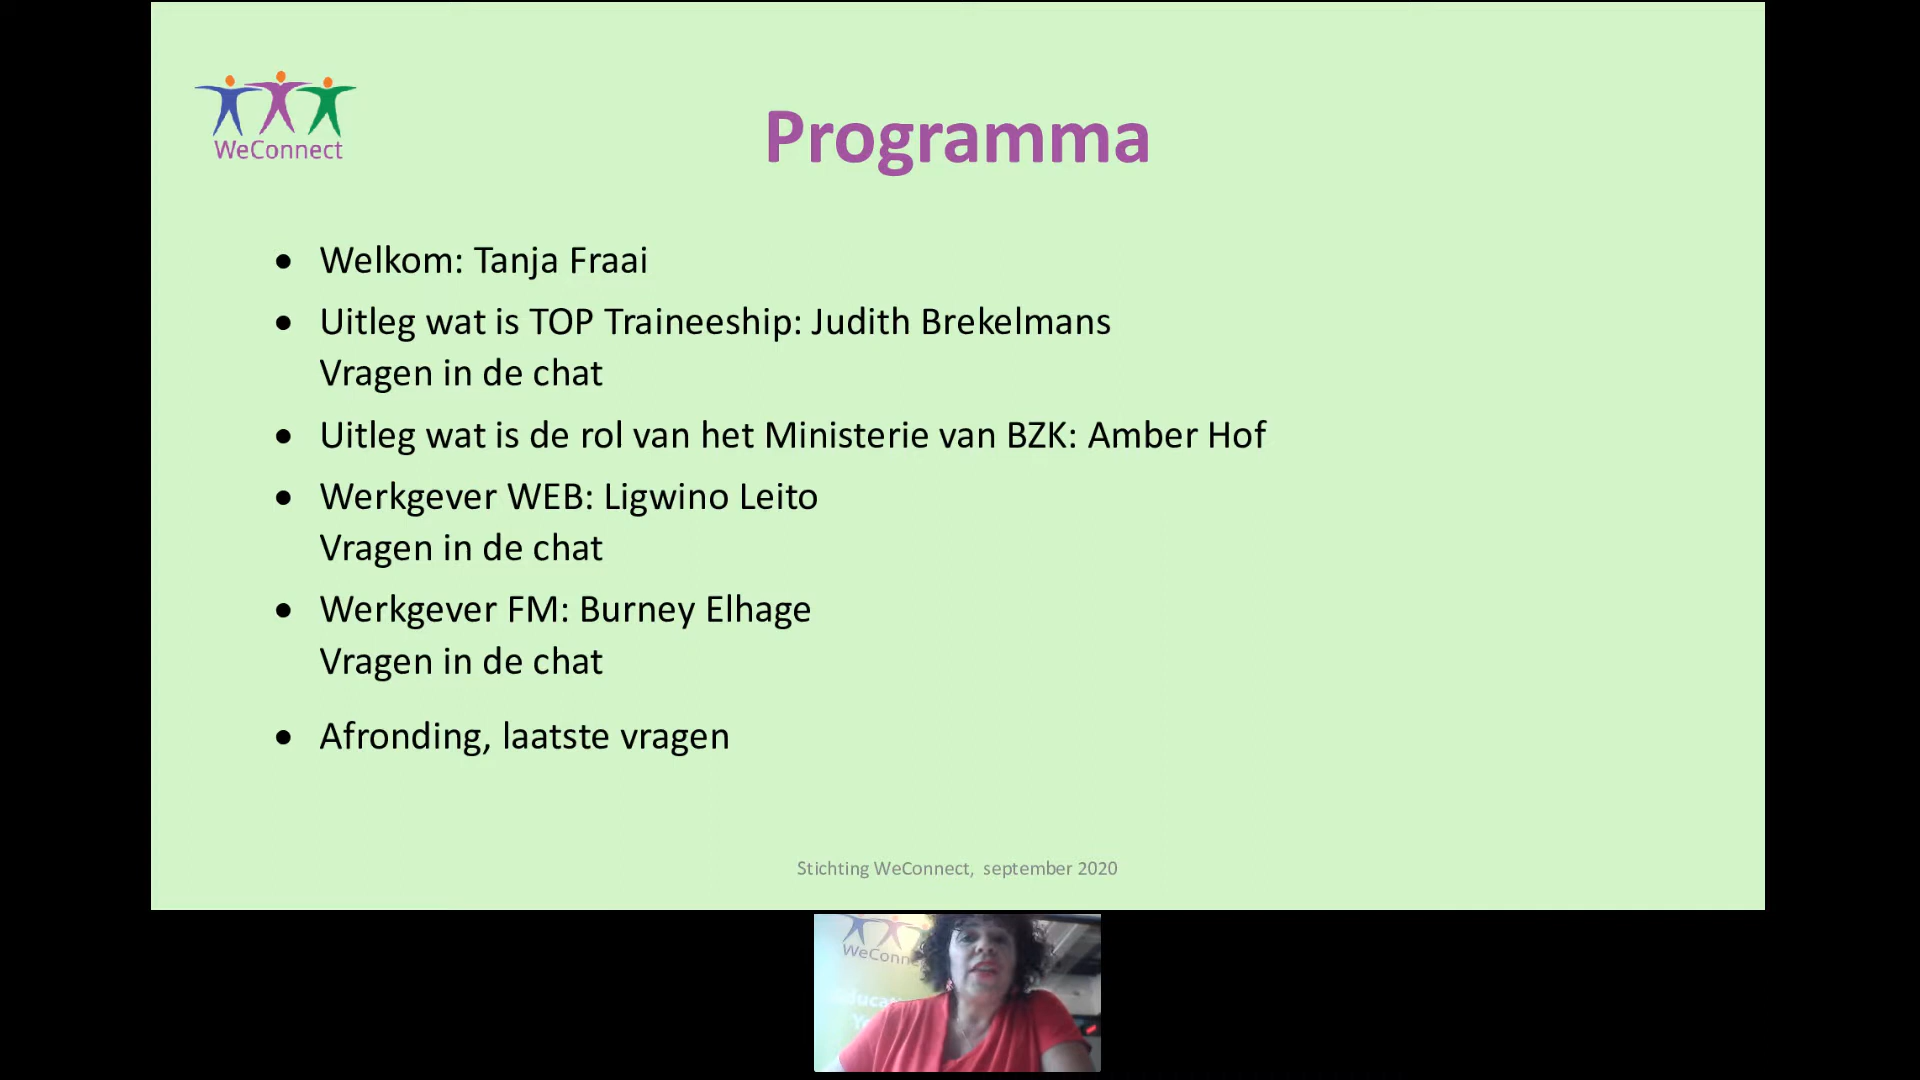 WeConnect
Programma
• Welkom: Tanja Fraai
• Uitleg wat is TOP Traineeship: Judith Brekelmans
Vragen in de chat
• Uitleg wat is de rol van het Ministerie van BZK: Amber Hof
• Werkgever WEB: Ligwino Leito
Vragen in de chat
• Werkgever FM: Burney Elhage
Vragen in de chat
• Afronding, laatste vragen
Stichting WeConnect, september 2020
WeConne